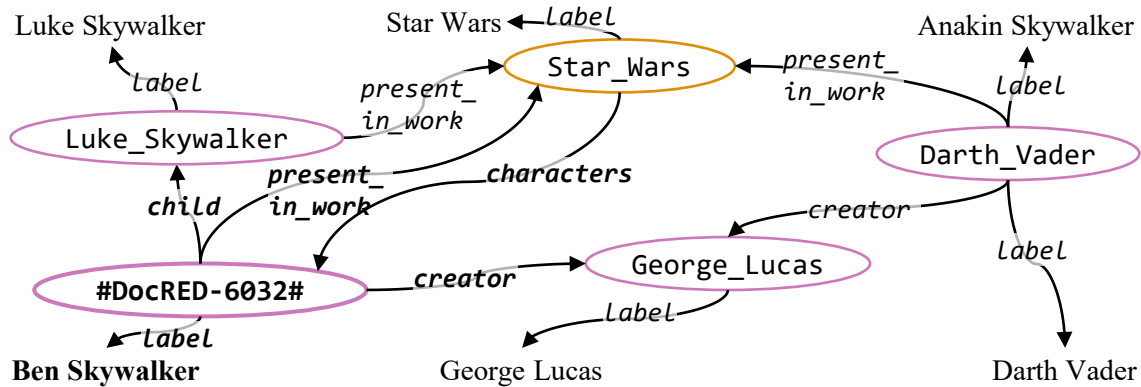 Luke Skywalker
Star Wars
label
Anakin Skywalker
label
Star_Wars
present_
in_work
label
present_
in_work
Luke_Skywalker
Darth_Vader
present_
in_work
characters
child
creator
#DocRED-6032#
creator
George_Lucas
label
label
label
Ben Skywalker
George Lucas
Darth Vader